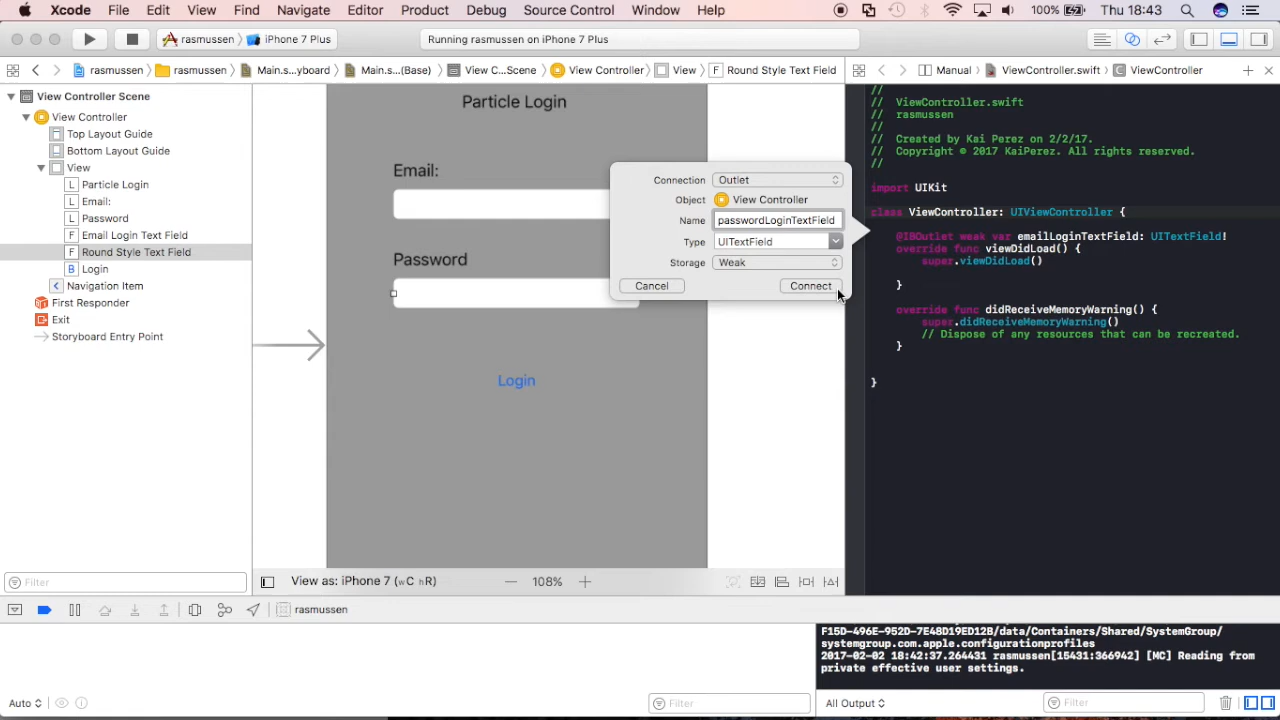 Xcode File Edit View Find Navigate Editor Product Debug Source Control Window Help 100% Thu 18:43
rasmussen iPhone 7 Plus Running rasmussen on iPhone 7 Plus
rasmussen rasmussen Main.s...yboard Main.s...(Base) View C...Scene View Controller View F Round Style Text Field Manual ViewController.swift C ViewController
View Controller Scene
View Controller
Top Layout Guide
Bottom Layout Guide
View
L Particle Login
L Email:
L Password
F Email Login Text Field
F Round Style Text Field
B Login
Navigation Item
First Responder
Exit
Storyboard Entry Point
Filter
Particle Login
Email:
Password
Login
Connection Outlet
Object View Controller
Name passwordLoginTextField
Type UITextField
Storage Weak
Cancel Connect
//
// ViewController.swift
// rasmussen
//
// Created by Kai Perez on 2/2/17.
// Copyright © 2017 KaiPerez. All rights reserved.
//
import UIKit
class ViewController: UIViewController {
@IBOutlet weak var emailLoginTextField: UITextField!
override func viewDidLoad() {
super.viewDidLoad()
}
override func didReceiveMemoryWarning() {
super.didReceiveMemoryWarning()
// Dispose of any resources that can be recreated.
}
}
View as: iPhone 7 (wC hR) — 108% +
rasmussen
F15D-496E-952D-7E48D19ED12B/data/Containers/Shared/SystemGroup/
systemgroup.com.apple.configurationprofiles
2017-02-02 18:42:37.264431 rasmussen[15431:366942] [MC] Reading from
private effective user settings.
Auto Filter All Output Filter